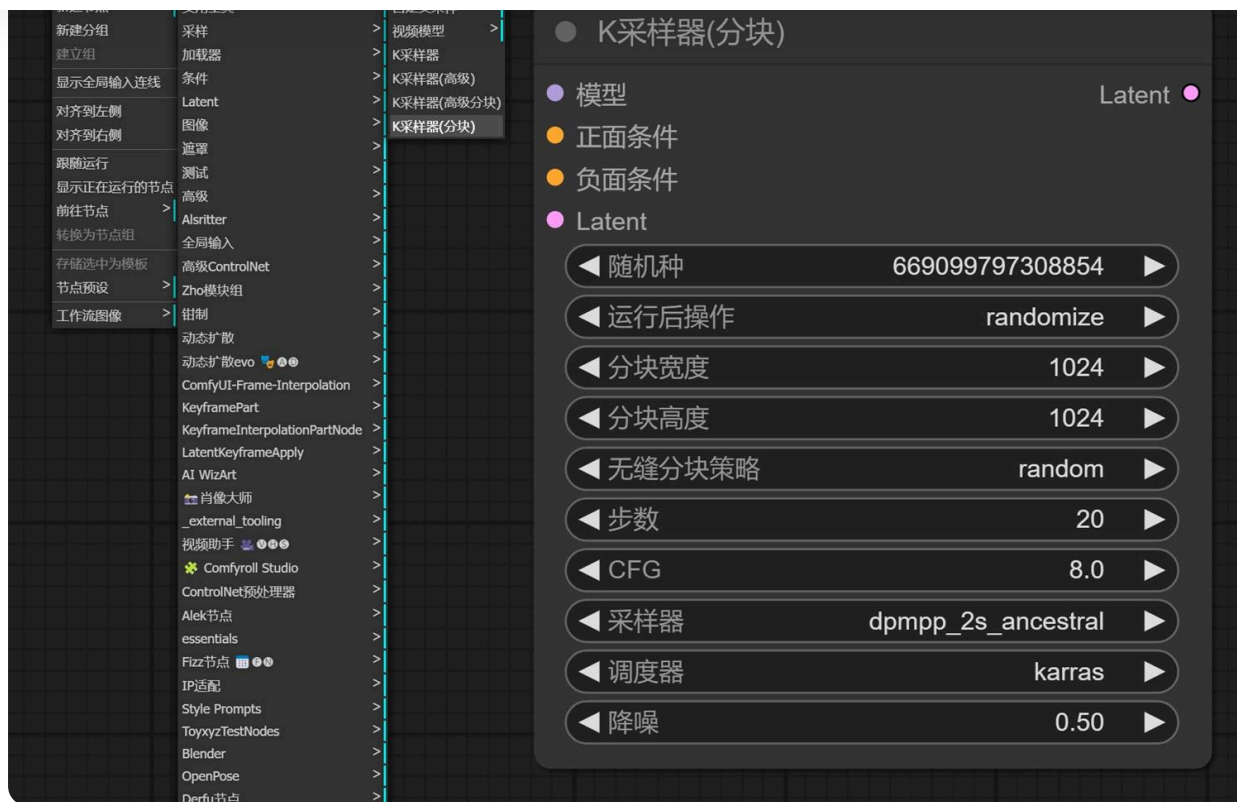 新建分组
建立组
显示全局输入连线
对齐到左侧
对齐到右侧
跟随运行
显示正在运行的节点
前往节点 >
转换为节点组
存储选中为模板
节点预设 >
工作流图像 >
采样 >
加载器 >
条件 >
Latent >
图像 >
遮罩 >
测试 >
高级 >
Alsritter >
全局输入 >
高级ControlNet >
Zho模块组 >
钳制 >
动态扩散 >
动态扩散evo 🎭🅐🅓 >
ComfyUI-Frame-Interpolation >
KeyframePart >
KeyframeInterpolationPartNode >
LatentKeyframeApply >
AI WizArt >
肖像大师 >
_external_tooling >
视频助手 🎥🅥🅗🅢 >
🧩 Comfyroll Studio >
ControlNet预处理器 >
Alek节点 >
essentials >
Fizz节点 📅🅕🅝 >
IP适配 >
Style Prompts >
ToyxyzTestNodes >
Blender >
OpenPose >
Derfu节点 >
视频模型 >
K采样器
K采样器(高级)
K采样器(高级分块)
K采样器(分块)
K采样器(分块)
模型
Latent
正面条件
负面条件
Latent
随机种 669099797308854
运行后操作 randomize
分块宽度 1024
分块高度 1024
无缝分块策略 random
步数 20
CFG 8.0
采样器 dpmpp_2s_ancestral
调度器 karras
降噪 0.50